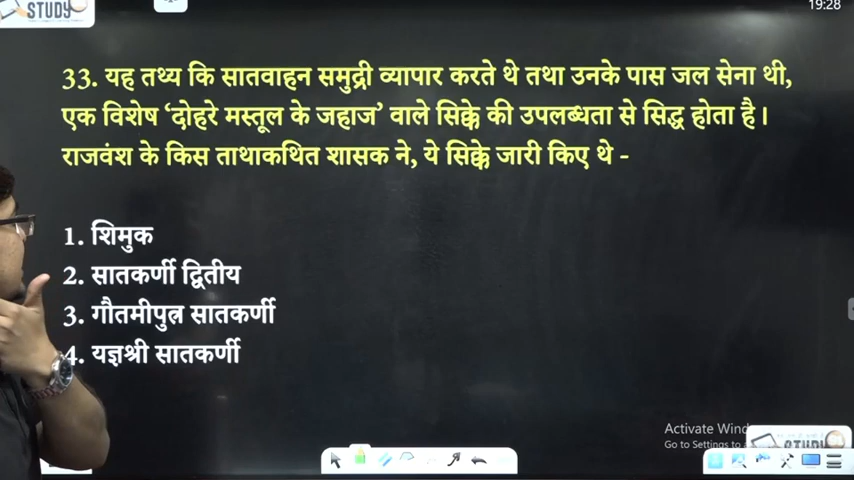 STUDY
19:28
33. यह तथ्य कि सातवाहन समुद्री व्यापार करते थे तथा उनके पास जल सेना थी,
एक विशेष ‘दोहरे मस्तूल के जहाज’ वाले सिक्के की उपलब्धता से सिद्ध होता है।
राजवंश के किस ताथाकथित शासक ने, ये सिक्के जारी किए थे -
1. शिमुक
2. सातकर्णी द्वितीय
3. गौतमीपुत्र सातकर्णी
4. यज्ञश्री सातकर्णी
Activate Wind
Go to Settings to
STUDY